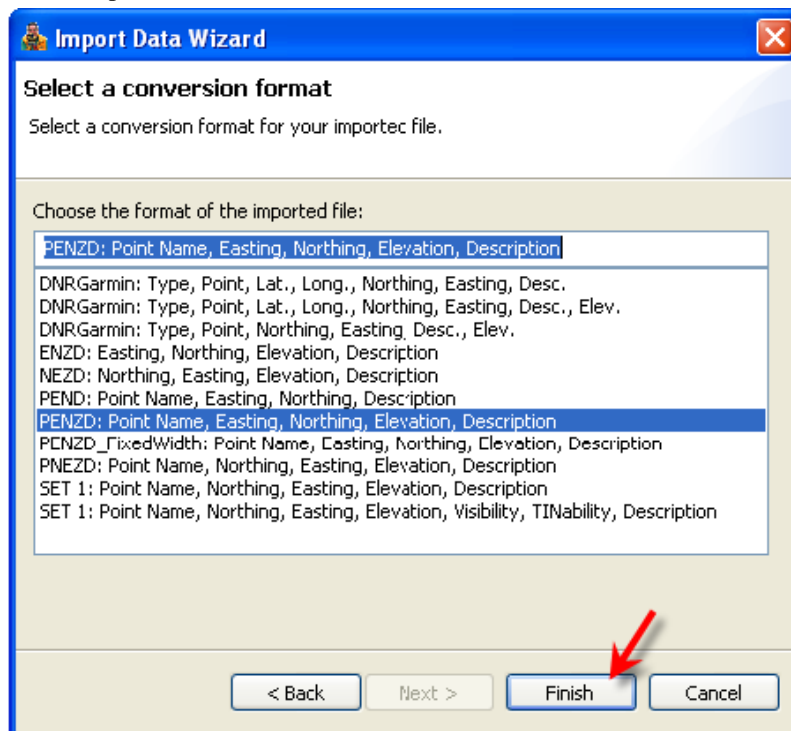 Import Data Wizard
Select a conversion format
Select a conversion format for your importec file.
Choose the format of the imported file:
PENZD: Point Name, Easting, Northing, Elevation, Description
DNRGarmin: Type, Point, Lat., Long., Northing, Easting, Desc.
DNRGarmin: Type, Point, Lat., Long., Northing, Easting, Desc., Elev.
DNRGarmin: Type, Point, Northing, Easting, Desc., Elev.
ENZD: Easting, Northing, Elevation, Description
NEZD: Northing, Easting, Elevation, Description
PEND: Point Name, Easting, Northing, Description
PENZD: Point Name, Easting, Northing, Elevation, Description
PENZD_FixedWidth: Point Name, Easting, Northing, Elevation, Description
PNEZD: Point Name, Northing, Easting, Elevation, Description
SET 1: Point Name, Northing, Easting, Elevation, Description
SET 1: Point Name, Northing, Easting, Elevation, Visibility, TINability, Description
< Back Next > Finish Cancel